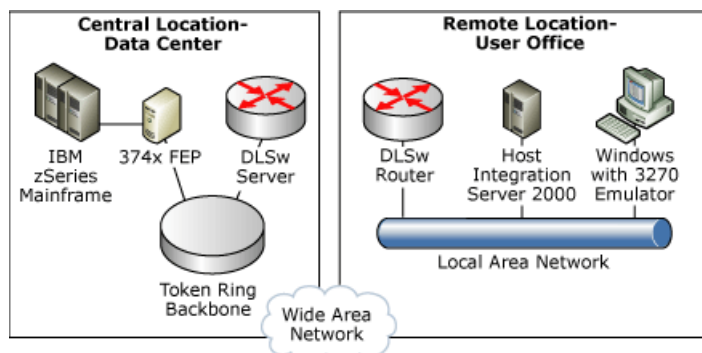 Central Location-
Data Center
IBM
zSeries
Mainframe
374x FEP
DLSw
Server
Token Ring
Backbone
Remote Location-
User Office
DLSw
Router
Host
Integration
Server 2000
Windows
with 3270
Emulator
Local Area Network
Wide Area
Network